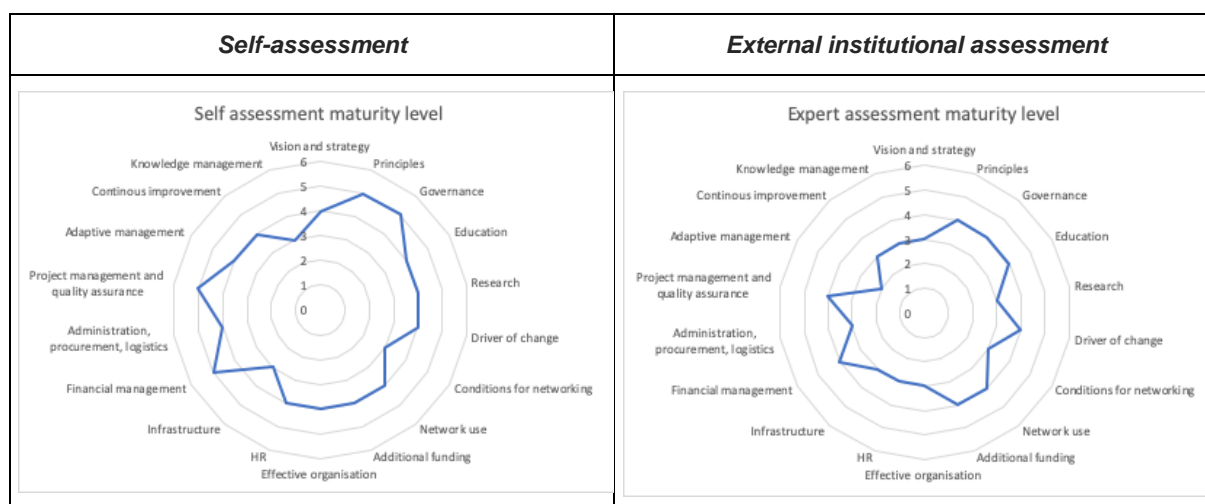 Self-assessment
External institutional assessment
Self assessment maturity level
Vision and strategy
Knowledge management
Principles
Continous improvement
Governance
Adaptive management
Education
Project management and
quality assurance
Research
Administration,
procurement, logistics
Driver of change
Financial management
Conditions for networking
Infrastructure
Network use
HR
Additional funding
Effective organisation
6
5
4
3
2
1
0
Expert assessment maturity level
Vision and strategy
Knowledge management
Principles
Continous improvement
Governance
Adaptive management
Education
Project management and
quality assurance
Research
Administration,
procurement, logistics
Driver of change
Financial management
Conditions for networking
Infrastructure
Network use
HR
Additional funding
Effective organisation
6
5
4
3
2
1
0